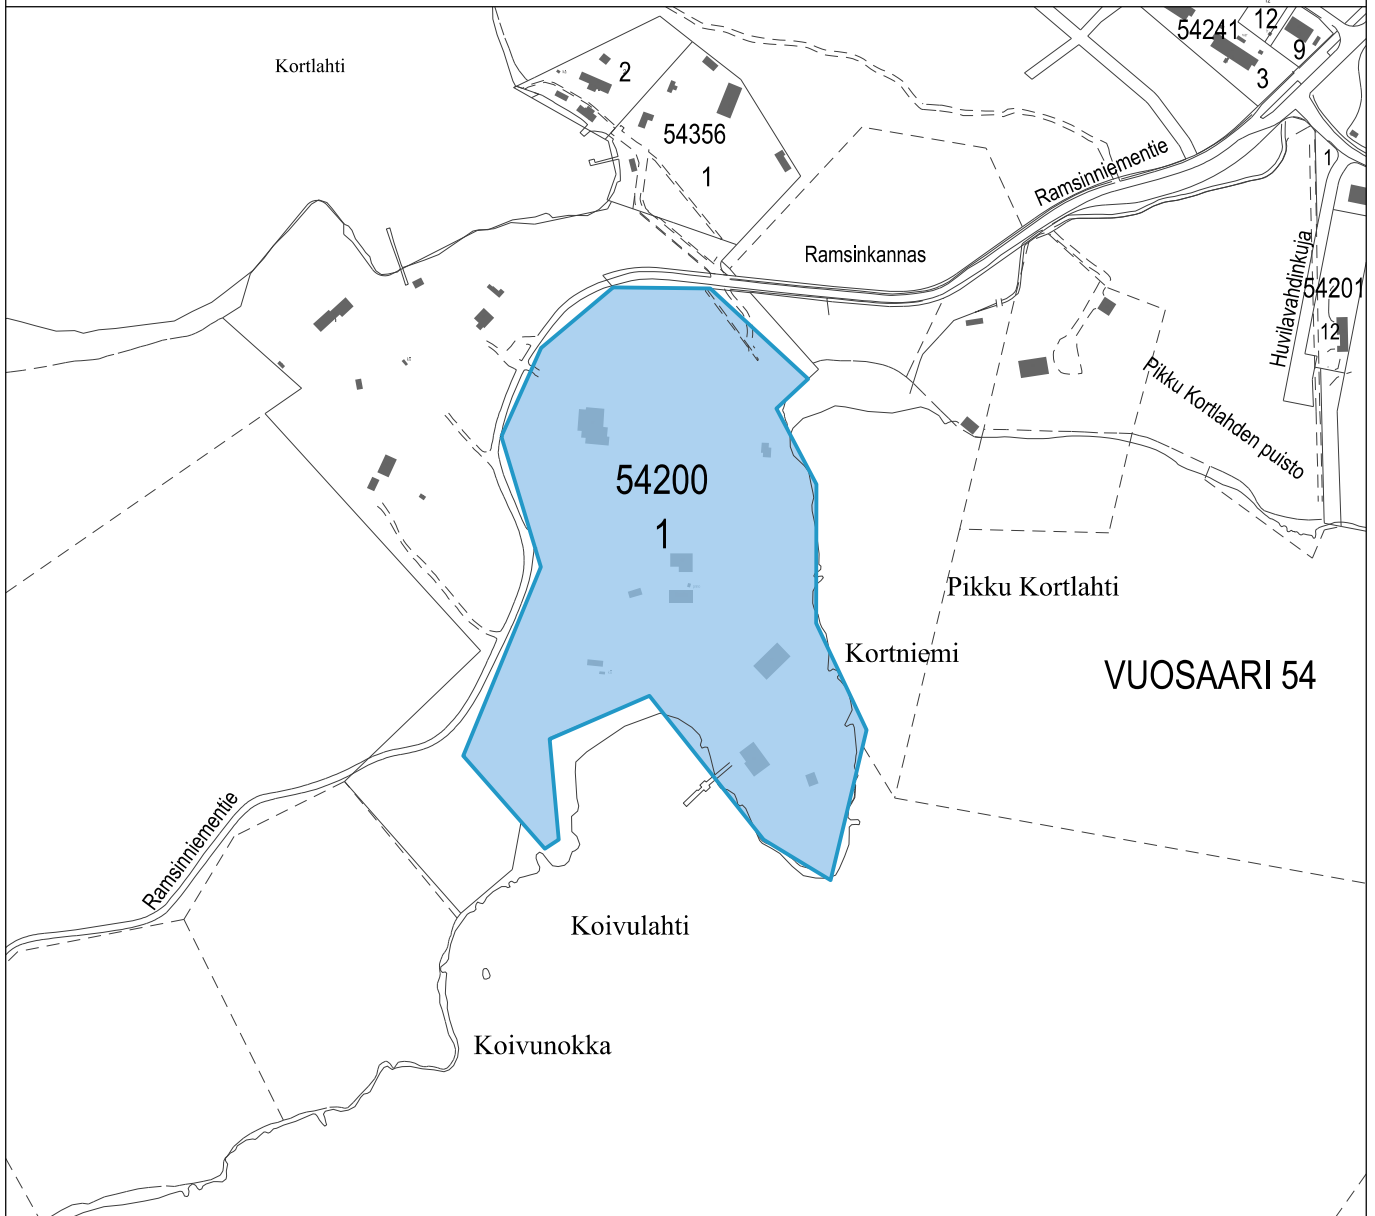 Kortlahti
2
54356
1
54241
12
9
3
Ramsinniementie
Ramsinkannas
1
Huvilavahdinkuja
54201
12
Pikku Kortlahden puisto
54200
1
Pikku Kortlahti
Kortniemi
VUOSAARI 54
Ramsinniementie
Koivulahti
Koivunokka